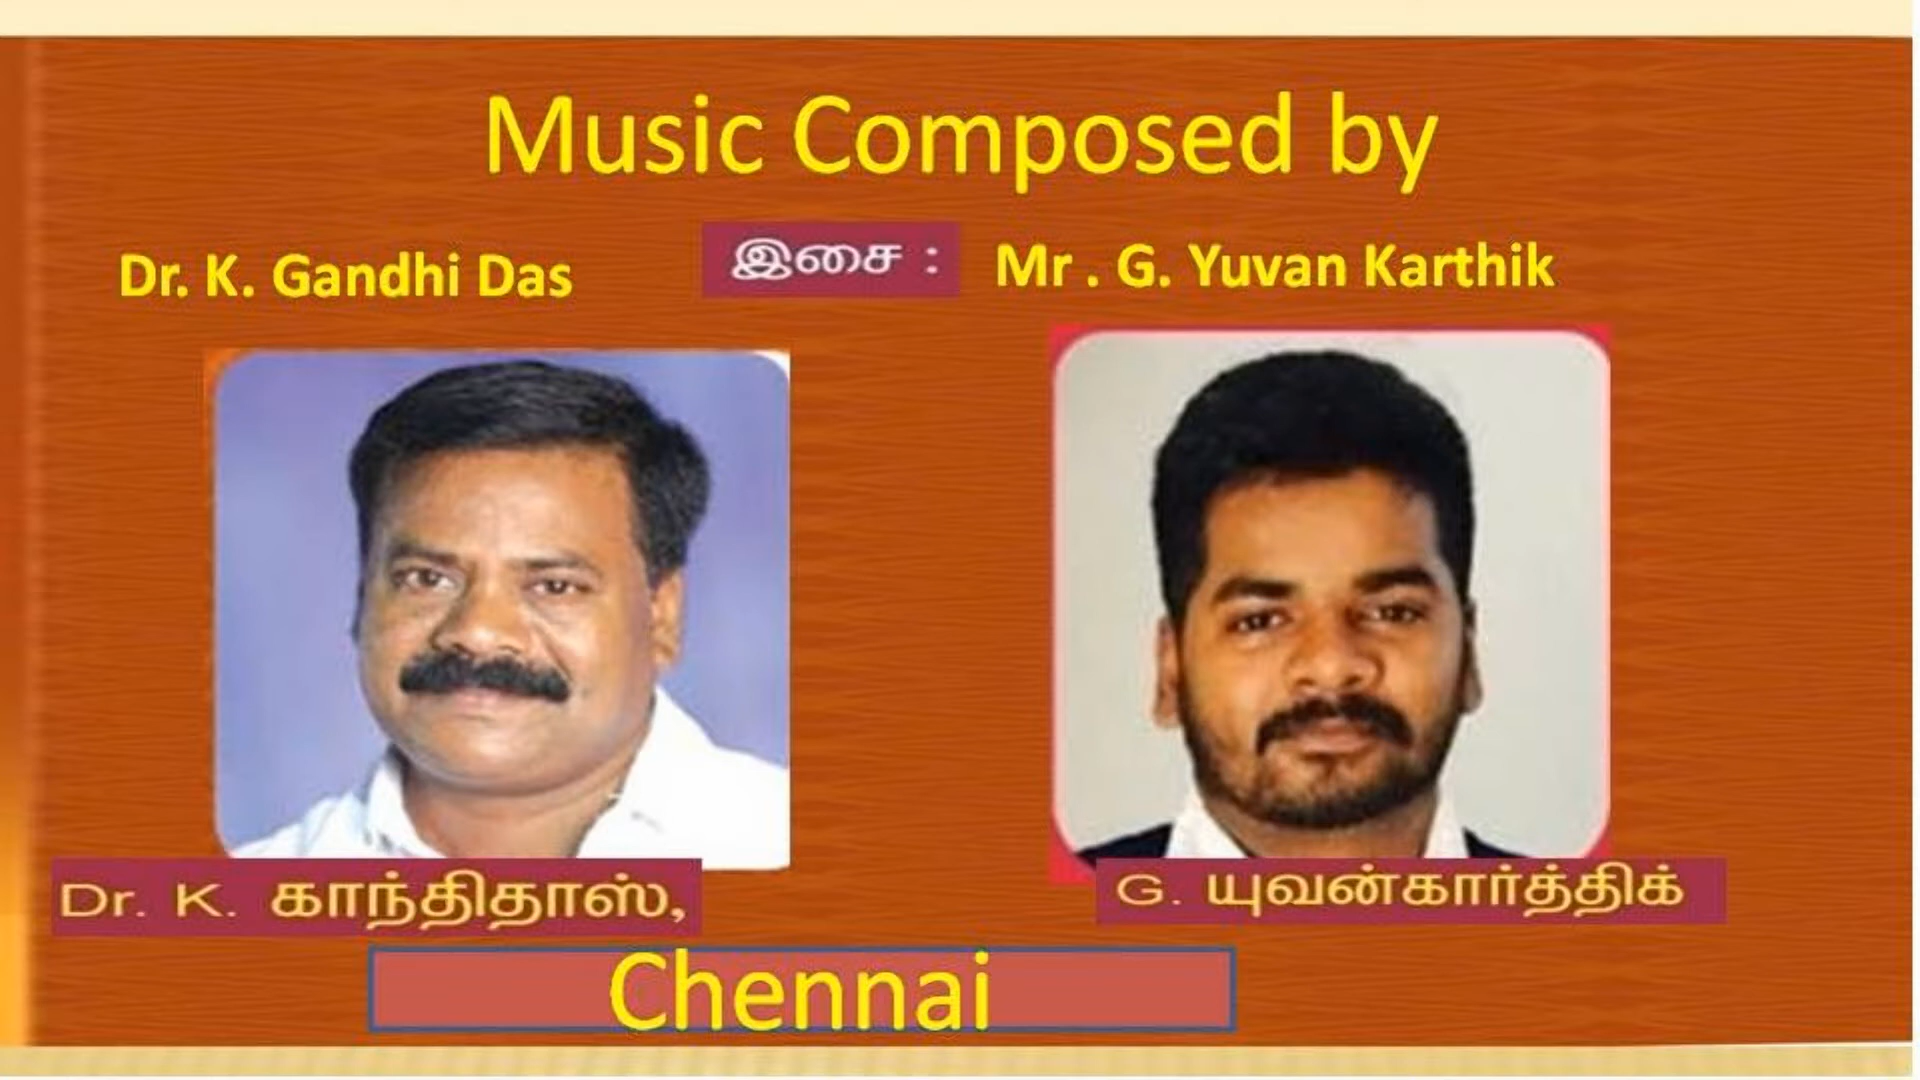 Music Composed by
Dr. K. Gandhi Das
இசை :
Mr . G. Yuvan Karthik
Dr. K. காந்திதாஸ்,
G. யுவன்கார்த்திக்
Chennai